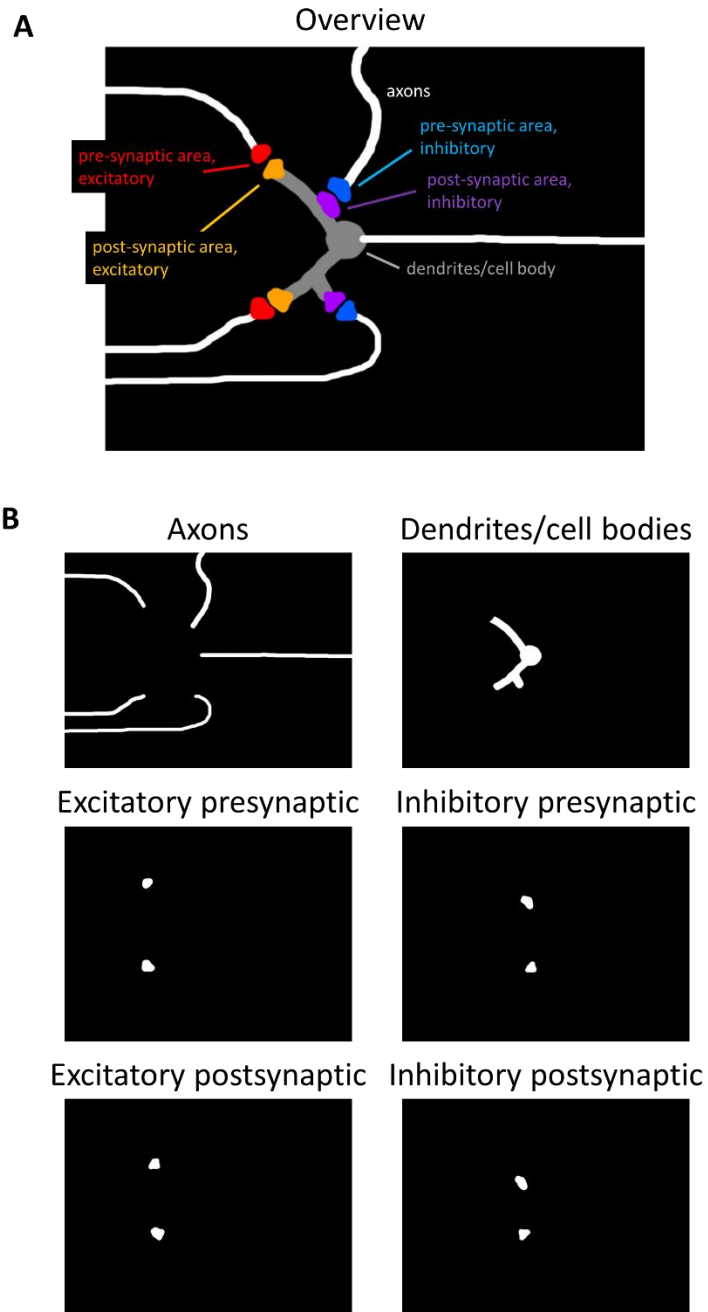 A
Overview
axons
pre-synaptic area,
excitatory
pre-synaptic area,
inhibitory
post-synaptic area,
inhibitory
post-synaptic area,
excitatory
dendrites/cell body
B
Axons
Dendrites/cell bodies
Excitatory presynaptic
Inhibitory presynaptic
Excitatory postsynaptic
Inhibitory postsynaptic